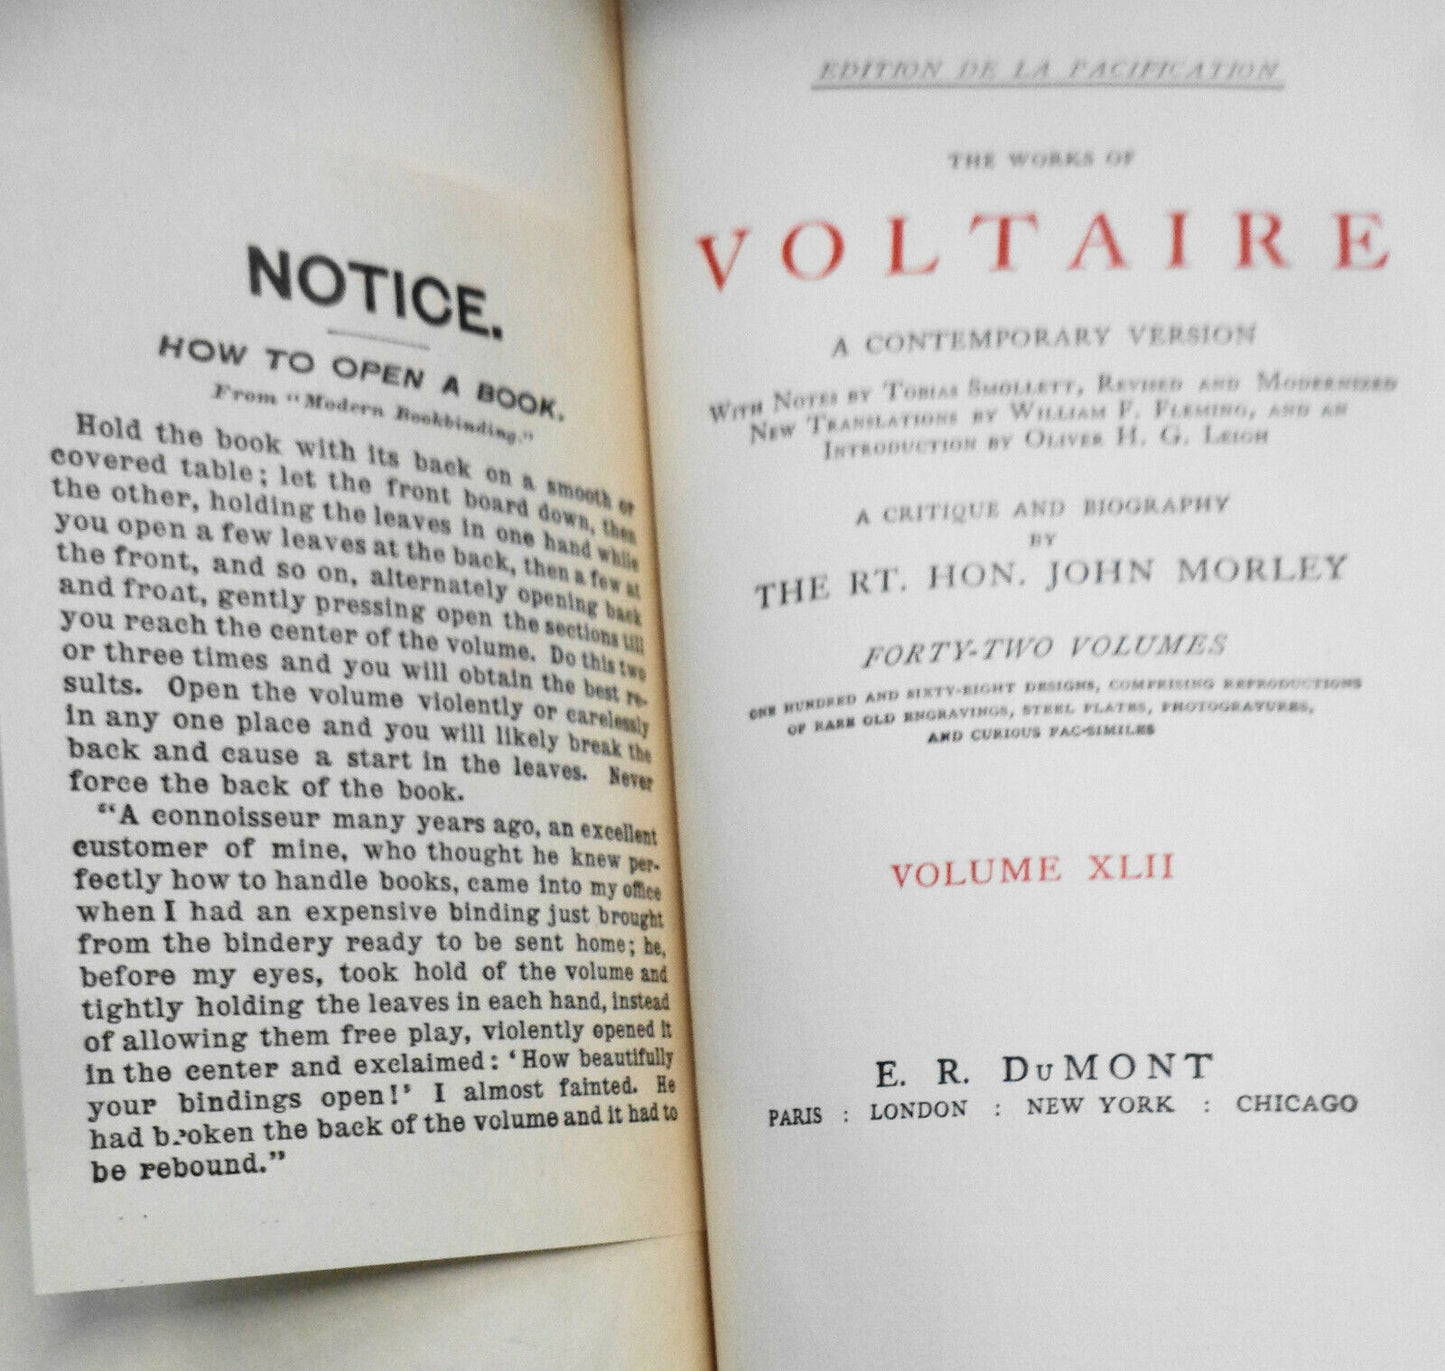 NOTICE.
HOW TO OPEN A BOOK.
From "Modern Bookbinding."
Hold the book with its back on a smooth or
covered table; let the front board down, then
the other, holding the leaves in one hand while
you open a few leaves at the back, then a few at
the front, and so on, alternately opening back
and front, gently pressing open the sections till
you reach the center of the volume. Do this two
or three times and you will obtain the best re-
sults. Open the volume violently or carelessly
in any one place and you will likely break the
back and cause a start in the leaves. Never
force the back of the book.
"A connoisseur many years ago, an excellent
customer of mine, who thought he knew per-
fectly how to handle books, came into my office
when I had an expensive binding just brought
from the bindery ready to be sent home; he,
before my eyes, took hold of the volume and
tightly holding the leaves in each hand, instead
of allowing them free play, violently opened it
in the center and exclaimed: 'How beautifully
your bindings open!' I almost fainted. He
had broken the back of the volume and it had to
be rebound."
EDITION DE LA PACIFICATION
THE WORKS OF
VOLTAIRE
A CONTEMPORARY VERSION
WITH NOTES BY TOBIAS SMOLLETT, REVISED AND MODERNIZED
NEW TRANSLATIONS BY WILLIAM F. FLEMING, AND AN
INTRODUCTION BY OLIVER H. G. LEIGH
A CRITIQUE AND BIOGRAPHY
BY
THE RT. HON. JOHN MORLEY
FORTY-TWO VOLUMES
ONE HUNDRED AND SIXTY-EIGHT DESIGNS, COMPRISING REPRODUCTIONS
OF RARE OLD ENGRAVINGS, STEEL PLATES, PHOTOGRAVURES,
AND CURIOUS FAC-SIMILES
VOLUME XLII
E. R. DuMONT
PARIS : LONDON : NEW YORK : CHICAGO